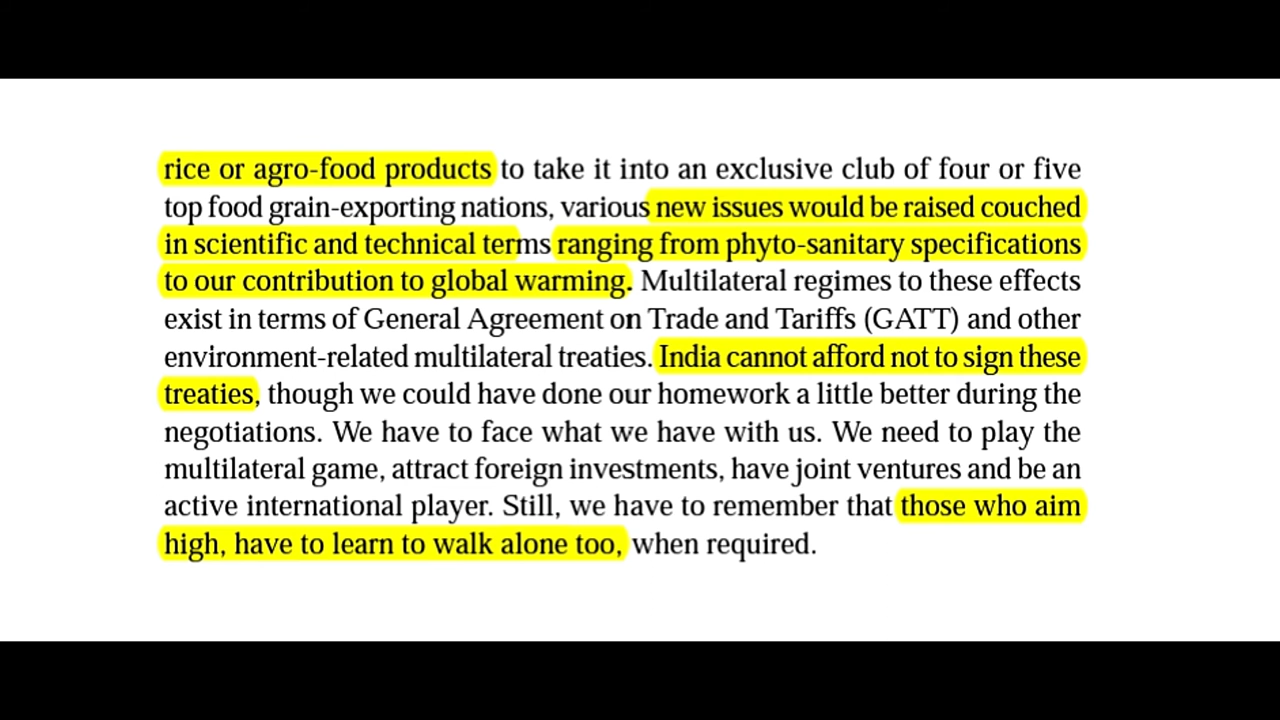 rice or agro-food products to take it into an exclusive club of four or five
top food grain-exporting nations, various new issues would be raised couched
in scientific and technical terms ranging from phyto-sanitary specifications
to our contribution to global warming. Multilateral regimes to these effects
exist in terms of General Agreement on Trade and Tariffs (GATT) and other
environment-related multilateral treaties. India cannot afford not to sign these
treaties, though we could have done our homework a little better during the
negotiations. We have to face what we have with us. We need to play the
multilateral game, attract foreign investments, have joint ventures and be an
active international player. Still, we have to remember that those who aim
high, have to learn to walk alone too, when required.